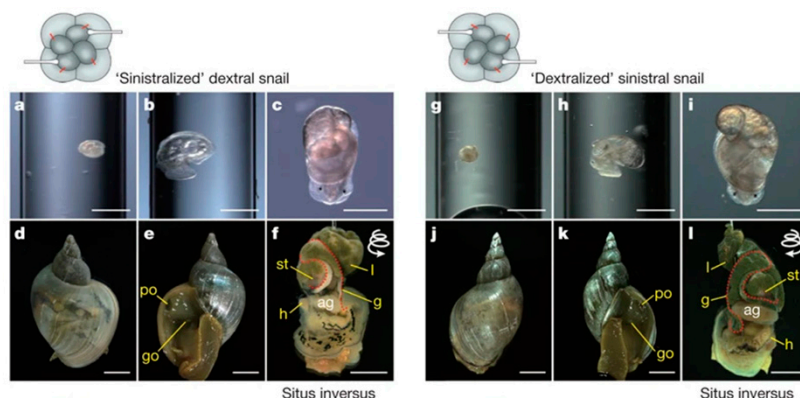 'Sinistralized' dextral snail
'Dextralized' sinistral snail
a
b
c
g
h
i
d
e
f
po
go
st
l
ag
g
h
j
k
l
po
go
l
st
g
ag
h
Situs inversus
Situs inversus